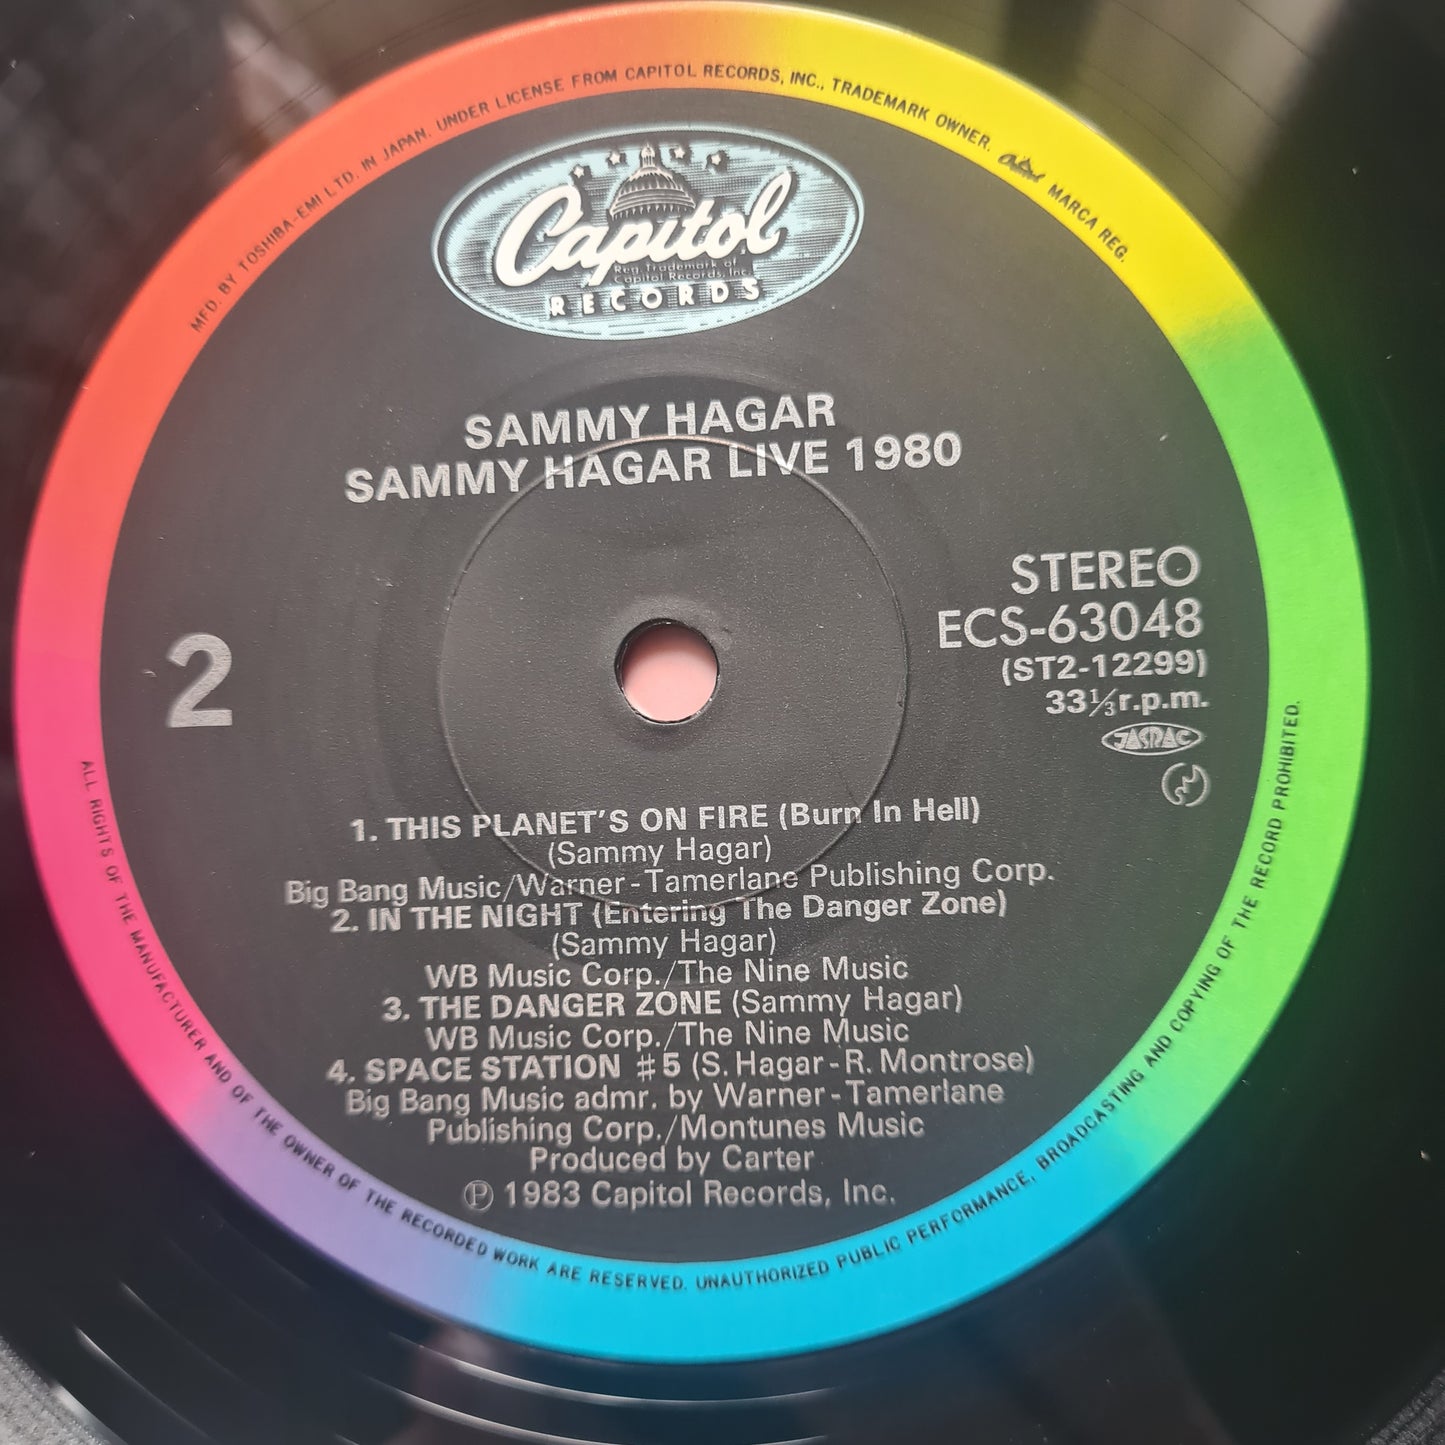 MFD. BY TOSHIBA-EMI LTD. IN JAPAN. UNDER LICENSE FROM CAPITOL RECORDS, INC., TRADEMARK OWNER. Capitol MARCA REG.
Capitol
Reg. Trademark of
Capitol Records, Inc.
RECORDS
SAMMY HAGAR
SAMMY HAGAR LIVE 1980
STEREO
ECS-63048
(ST2-12299)
33⅓r.p.m.
JASRAC
2
1. THIS PLANET'S ON FIRE (Burn In Hell)
(Sammy Hagar)
Big Bang Music/Warner-Tamerlane Publishing Corp.
2. IN THE NIGHT (Entering The Danger Zone)
(Sammy Hagar)
WB Music Corp./The Nine Music
3. THE DANGER ZONE (Sammy Hagar)
WB Music Corp./The Nine Music
4. SPACE STATION #5 (S. Hagar-R. Montrose)
Big Bang Music admr. by Warner-Tamerlane
Publishing Corp./Montunes Music
Produced by Carter
℗ 1983 Capitol Records, Inc.
ALL RIGHTS OF THE MANUFACTURER AND OF THE OWNER OF THE RECORDED WORK ARE RESERVED. UNAUTHORIZED PUBLIC PERFORMANCE, BROADCASTING AND COPYING OF THE RECORD PROHIBITED.